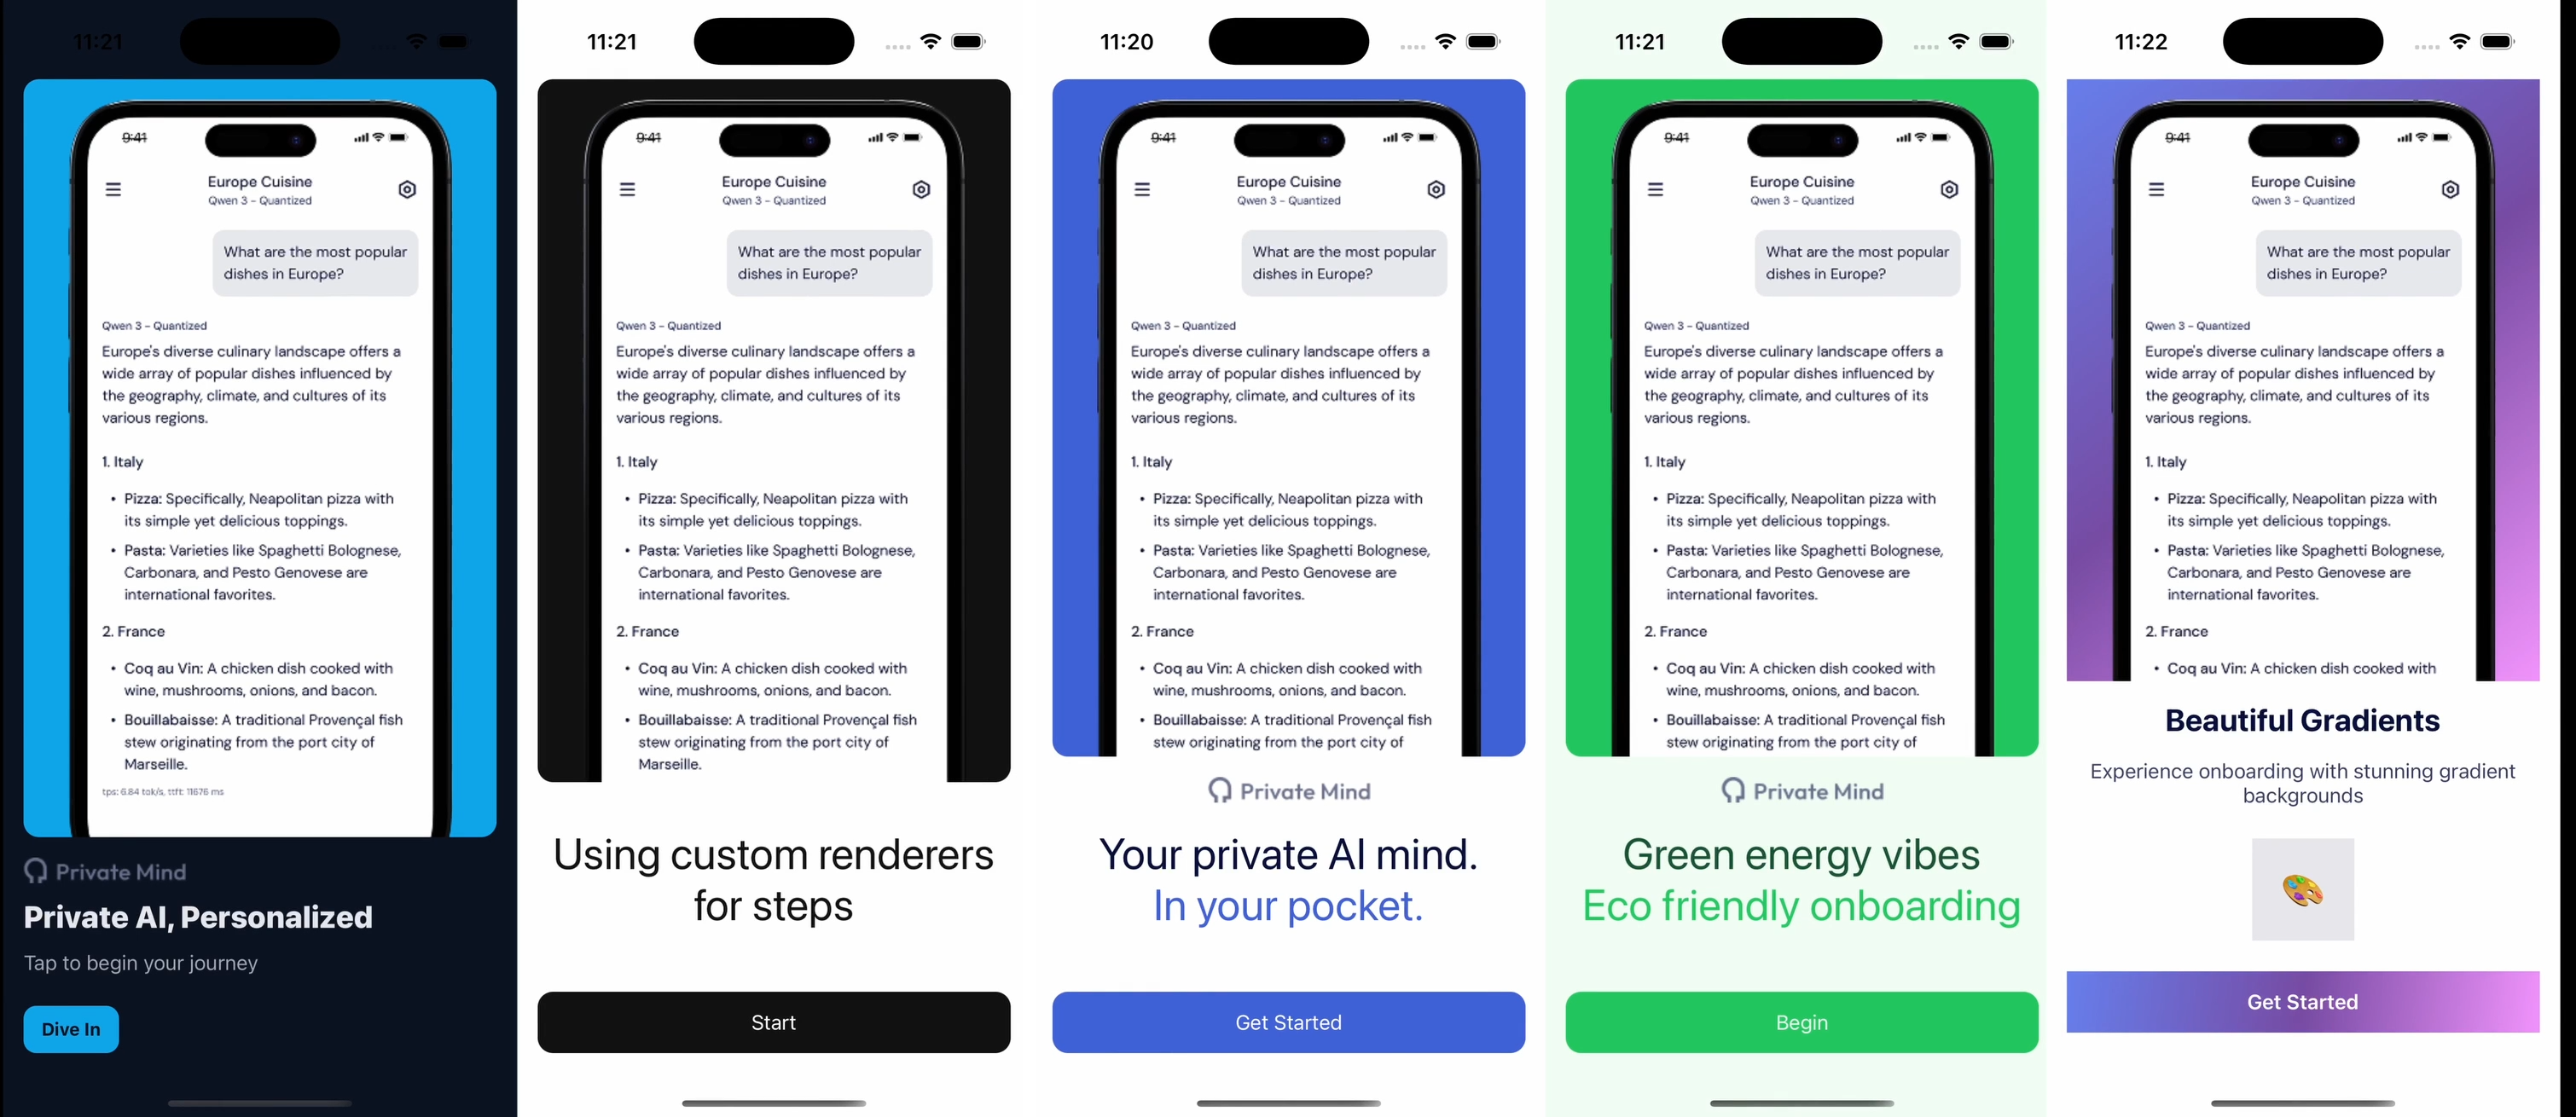 11:21
9:41
Europe Cuisine
Qwen 3 – Quantized
What are the most popular
dishes in Europe?
Qwen 3 – Quantized
Europe's diverse culinary landscape offers a
wide array of popular dishes influenced by
the geography, climate, and cultures of its
various regions.
1. Italy
• Pizza: Specifically, Neapolitan pizza with
its simple yet delicious toppings.
• Pasta: Varieties like Spaghetti Bolognese,
Carbonara, and Pesto Genovese are
international favorites.
2. France
• Coq au Vin: A chicken dish cooked with
wine, mushrooms, onions, and bacon.
• Bouillabaisse: A traditional Provençal fish
stew originating from the port city of
Marseille.
tps: 6.84 tok/s, ttft: 11676 ms
Private Mind
Private AI, Personalized
Tap to begin your journey
Dive In
11:21
9:41
Europe Cuisine
Qwen 3 – Quantized
What are the most popular
dishes in Europe?
Qwen 3 – Quantized
Europe's diverse culinary landscape offers a
wide array of popular dishes influenced by
the geography, climate, and cultures of its
various regions.
1. Italy
• Pizza: Specifically, Neapolitan pizza with
its simple yet delicious toppings.
• Pasta: Varieties like Spaghetti Bolognese,
Carbonara, and Pesto Genovese are
international favorites.
2. France
• Coq au Vin: A chicken dish cooked with
wine, mushrooms, onions, and bacon.
• Bouillabaisse: A traditional Provençal fish
stew originating from the port city of
Marseille.
Using custom renderers
for steps
Start
11:20
9:41
Europe Cuisine
Qwen 3 – Quantized
What are the most popular
dishes in Europe?
Qwen 3 – Quantized
Europe's diverse culinary landscape offers a
wide array of popular dishes influenced by
the geography, climate, and cultures of its
various regions.
1. Italy
• Pizza: Specifically, Neapolitan pizza with
its simple yet delicious toppings.
• Pasta: Varieties like Spaghetti Bolognese,
Carbonara, and Pesto Genovese are
international favorites.
2. France
• Coq au Vin: A chicken dish cooked with
wine, mushrooms, onions, and bacon.
• Bouillabaisse: A traditional Provençal fish
stew originating from the port city of
Private Mind
Your private AI mind.
In your pocket.
Get Started
11:21
9:41
Europe Cuisine
Qwen 3 – Quantized
What are the most popular
dishes in Europe?
Qwen 3 – Quantized
Europe's diverse culinary landscape offers a
wide array of popular dishes influenced by
the geography, climate, and cultures of its
various regions.
1. Italy
• Pizza: Specifically, Neapolitan pizza with
its simple yet delicious toppings.
• Pasta: Varieties like Spaghetti Bolognese,
Carbonara, and Pesto Genovese are
international favorites.
2. France
• Coq au Vin: A chicken dish cooked with
wine, mushrooms, onions, and bacon.
• Bouillabaisse: A traditional Provençal fish
stew originating from the port city of
Private Mind
Green energy vibes
Eco friendly onboarding
Begin
11:22
9:41
Europe Cuisine
Qwen 3 – Quantized
What are the most popular
dishes in Europe?
Qwen 3 – Quantized
Europe's diverse culinary landscape offers a
wide array of popular dishes influenced by
the geography, climate, and cultures of its
various regions.
1. Italy
• Pizza: Specifically, Neapolitan pizza with
its simple yet delicious toppings.
• Pasta: Varieties like Spaghetti Bolognese,
Carbonara, and Pesto Genovese are
international favorites.
2. France
• Coq au Vin: A chicken dish cooked with
Beautiful Gradients
Experience onboarding with stunning gradient
backgrounds
Get Started